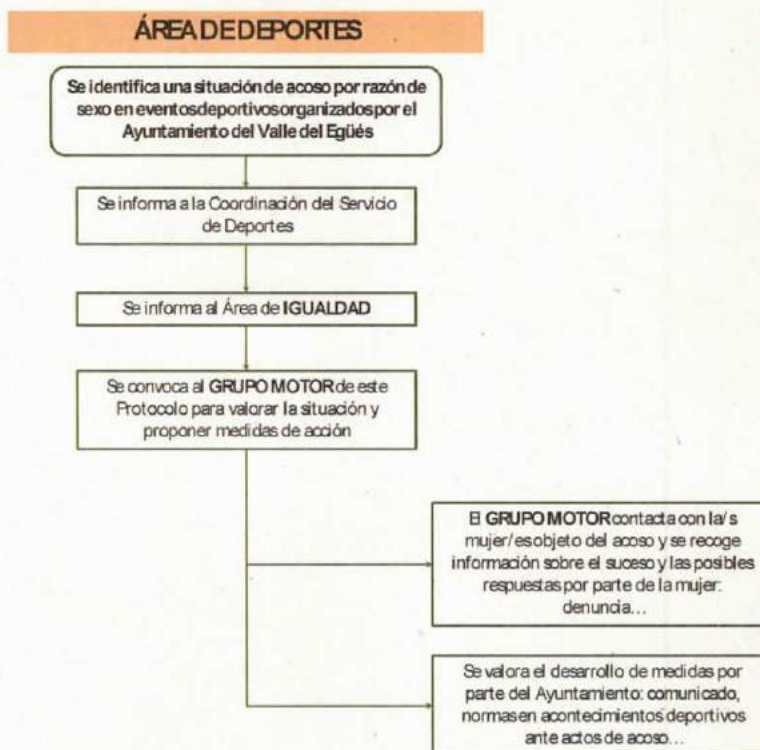 ÁREA DE DEPORTES
Se identifica una situación de acoso por razón de
sexo en eventos deportivos organizados por el
Ayuntamiento del Valle del Egüés
Se informa a la Coordinación del Servicio
de Deportes
Se informa al Área de IGUALDAD
Se convoca al GRUPO MOTOR de este
Protocolo para valorar la situación y
proponer medidas de acción
El GRUPO MOTOR contacta con la/s
mujer/es objeto del acoso y se recoge
información sobre el suceso y las posibles
respuestas por parte de la mujer:
denuncia...
Se valora el desarrollo de medidas por
parte del Ayuntamiento: comunicado,
normas en acontecimientos deportivos
ante actos de acoso...